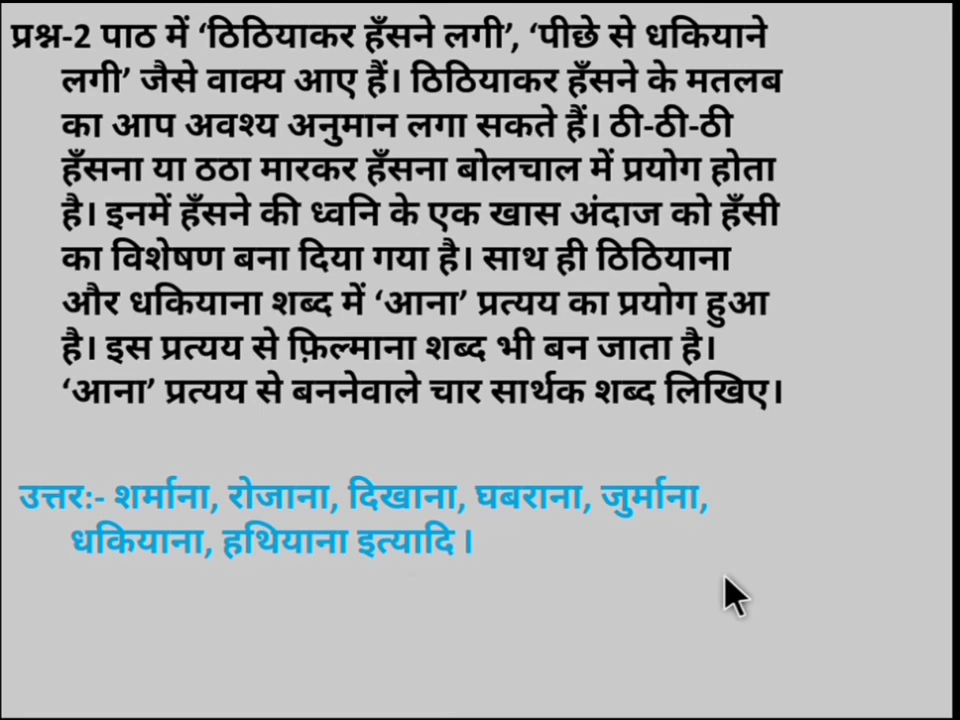 प्रश्न-2 पाठ में ‘ठिठियाकर हँसने लगी’, ‘पीछे से धकियाने
लगी’ जैसे वाक्य आए हैं। ठिठियाकर हँसने के मतलब
का आप अवश्य अनुमान लगा सकते हैं। ठी-ठी-ठी
हँसना या ठठा मारकर हँसना बोलचाल में प्रयोग होता
है। इनमें हँसने की ध्वनि के एक खास अंदाज को हँसी
का विशेषण बना दिया गया है। साथ ही ठिठियाना
और धकियाना शब्द में ‘आना’ प्रत्यय का प्रयोग हुआ
है। इस प्रत्यय से फ़िल्माना शब्द भी बन जाता है।
‘आना’ प्रत्यय से बननेवाले चार सार्थक शब्द लिखिए।
उत्तर:- शर्माना, रोजाना, दिखाना, घबराना, जुर्माना,
धकियाना, हथियाना इत्यादि ।